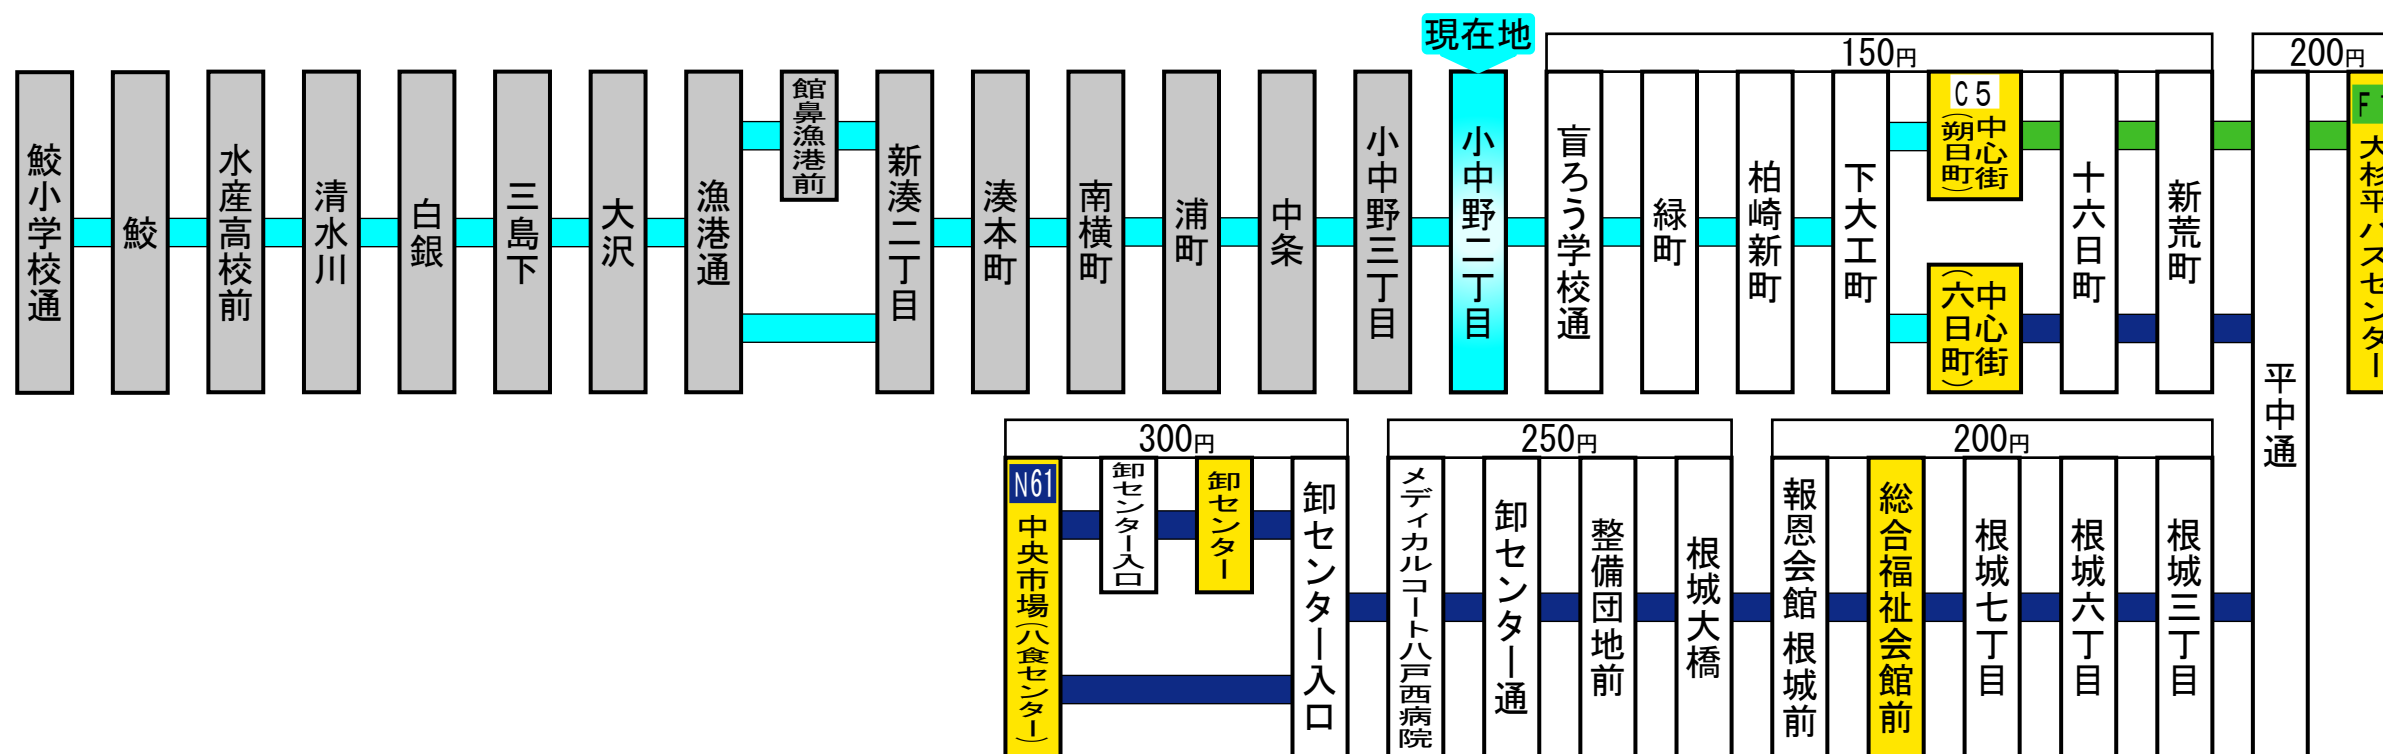 現在地
150円
200円
鮫小学校通
鮫
水産高校前
清水川
白銀
三島下
大沢
漁港通
館鼻漁港前
新湊二丁目
湊本町
南横町
浦町
中条
小中野三丁目
小中野二丁目
盲ろう学校通
緑町
柏崎新町
下大工町
C5
中心街
(朔日町)
中心街
(六日町)
十六日町
新荒町
平中通
F
大杉平バスセンター
300円
250円
200円
N61
中央市場(八食センター)
卸センター入口
卸センター
卸センター入口
メディカルコート八戸西病院
卸センター通
整備団地前
根城大橋
報恩会館 根城前
総合福祉会館前
根城七丁目
根城六丁目
根城三丁目